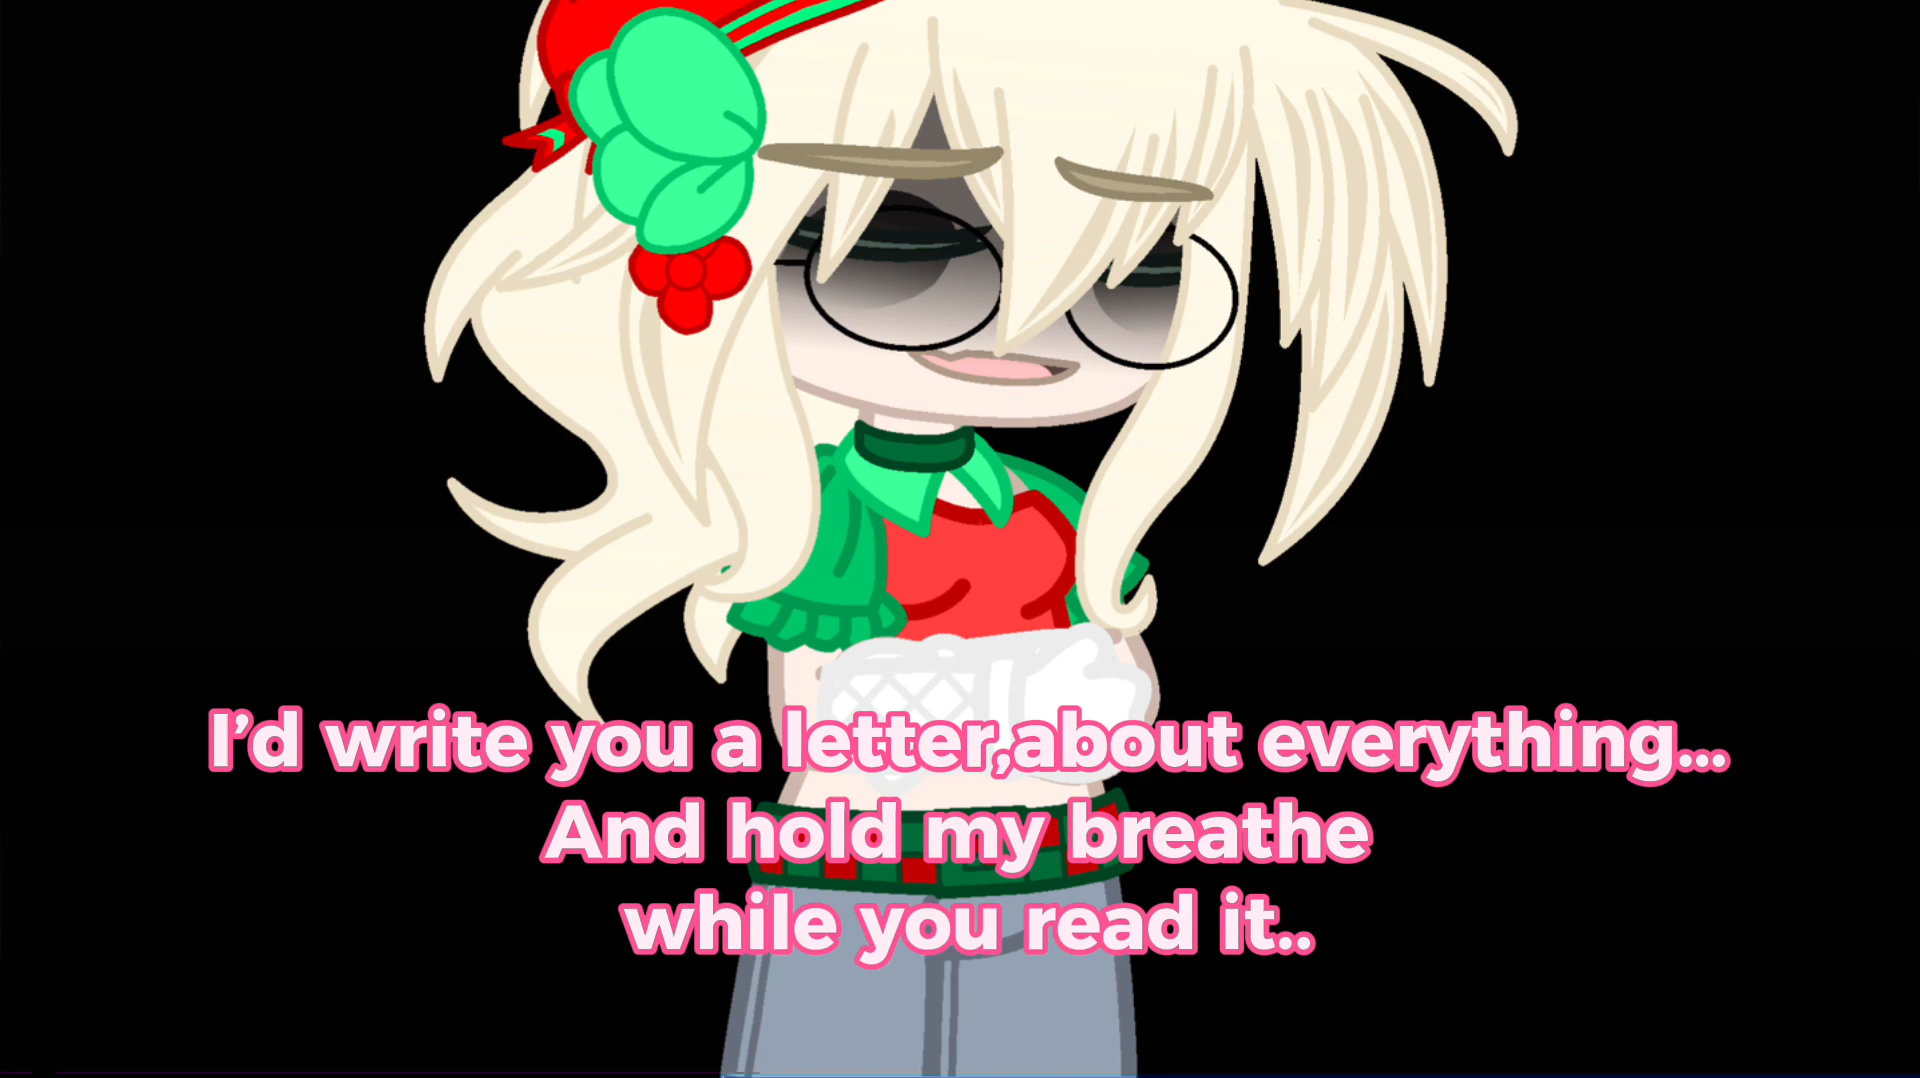 I’d write you a letter,about everything...
And hold my breathe
while you read it..